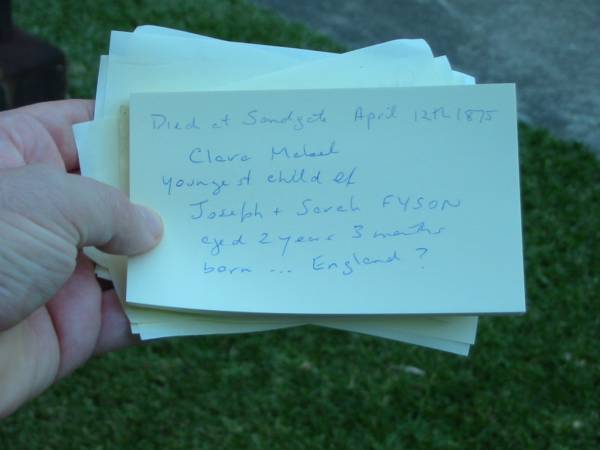 Died at Sandgate April 12th 1875
Clara Mabel
youngest child of
Joseph + Sarah FYSON
aged 2 years 3 months
born ... England ?